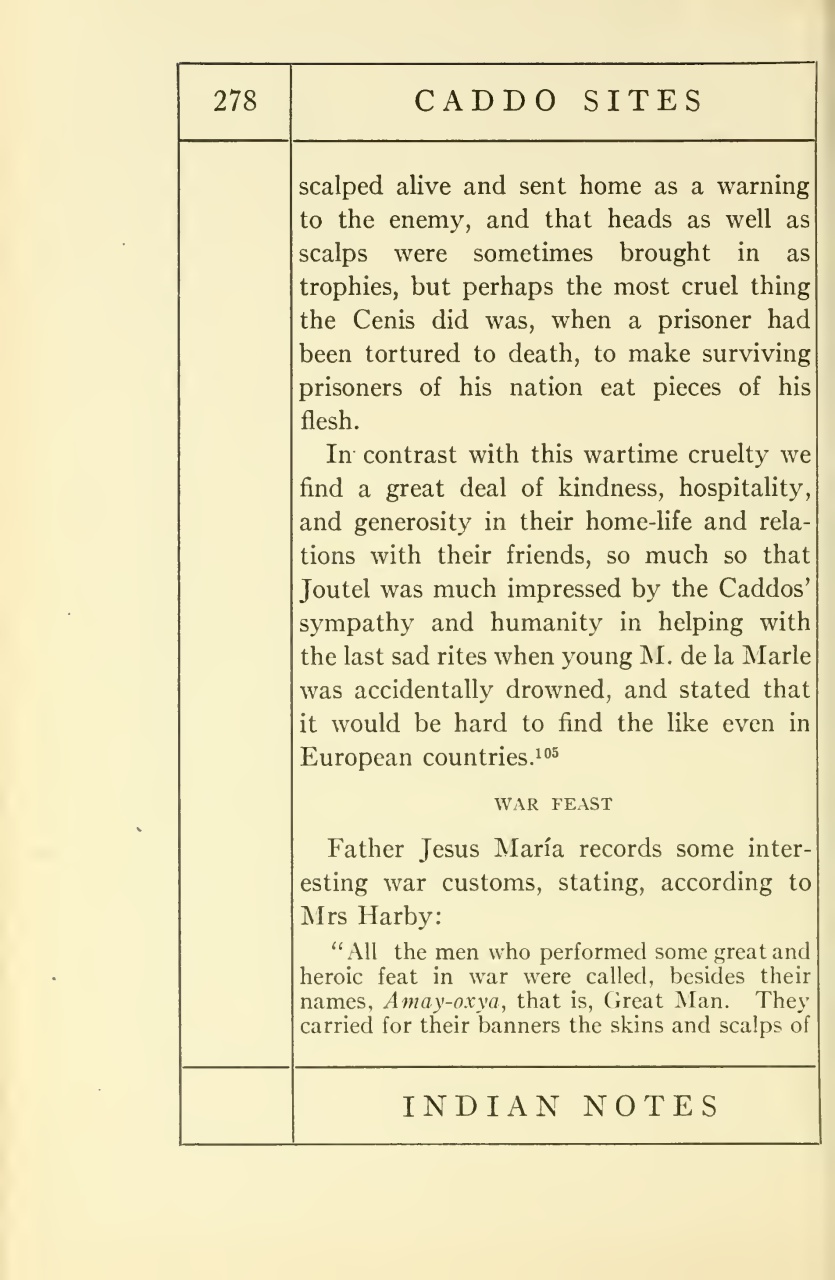 278
CADDO SITES
scalped alive and sent home as a warning
to the enemy, and that heads as well as
scalps were sometimes brought in as
trophies, but perhaps the most cruel thing
the Cenis did was, when a prisoner had
been tortured to death, to make surviving
prisoners of his nation eat pieces of his
flesh.
In contrast with this wartime cruelty we
find a great deal of kindness, hospitality,
and generosity in their home-life and rela-
tions with their friends, so much so that
Joutel was much impressed by the Caddos’
sympathy and humanity in helping with
the last sad rites when young M. de la Marle
was accidentally drowned, and stated that
it would be hard to find the like even in
European countries.¹⁰⁵
WAR FEAST
Father Jesus María records some inter-
esting war customs, stating, according to
Mrs Harby:
“All the men who performed some great and
heroic feat in war were called, besides their
names, Amay-oxya, that is, Great Man. They
carried for their banners the skins and scalps of
INDIAN NOTES